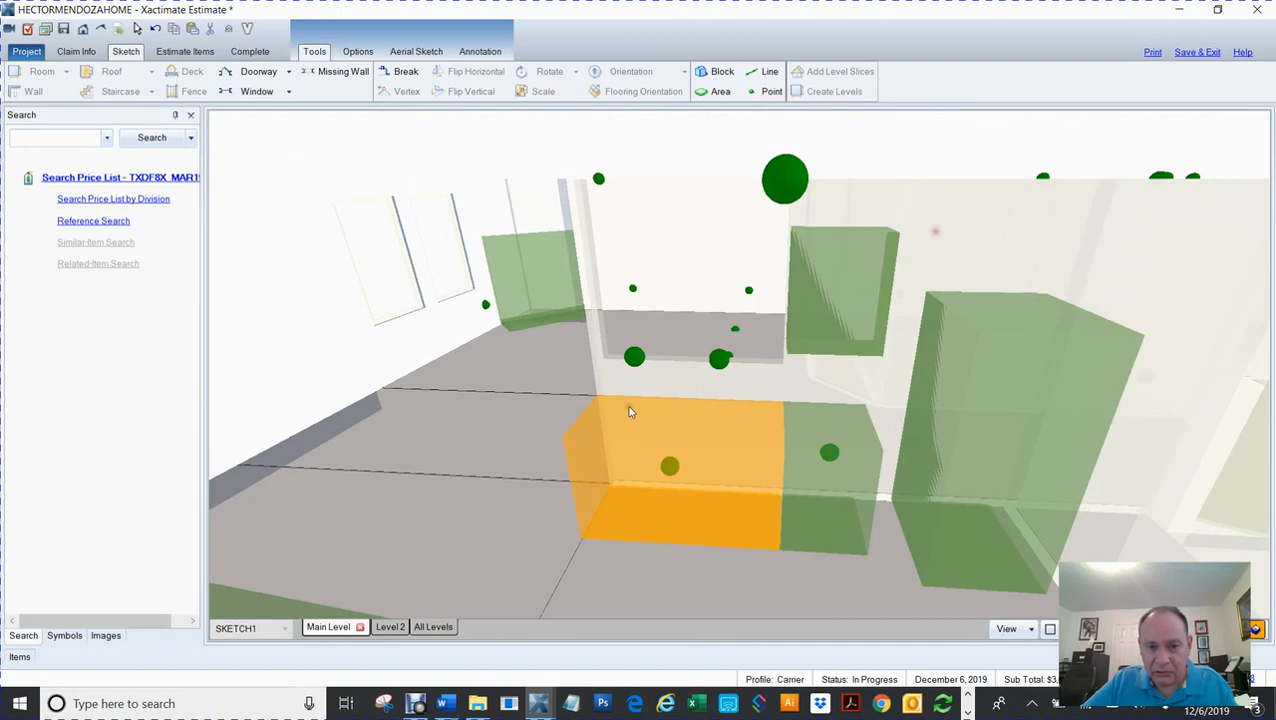 HECTORMENDOZAHOME - Xactimate Estimate *
Project Claim Info Sketch Estimate Items Complete Tools Options Aerial Sketch Annotation Print Save & Exit Help
Room Roof Deck Doorway Missing Wall Break Flip Horizontal Rotate Orientation Block Line Add Level Slices
Wall Staircase Fence Window Vertex Flip Vertical Scale Flooring Orientation Area Point Create Levels
Search
Search
Search Price List - TXDF8X_MAR1
Search Price List by Division
Reference Search
Similar-Item Search
Related-Item Search
SKETCH1 Main Level Level 2 All Levels View
Search Symbols Images
Items
Profile: Carrier Status: In Progress December 6, 2019 Sub Total: $3,
Type here to search
12/6/2019